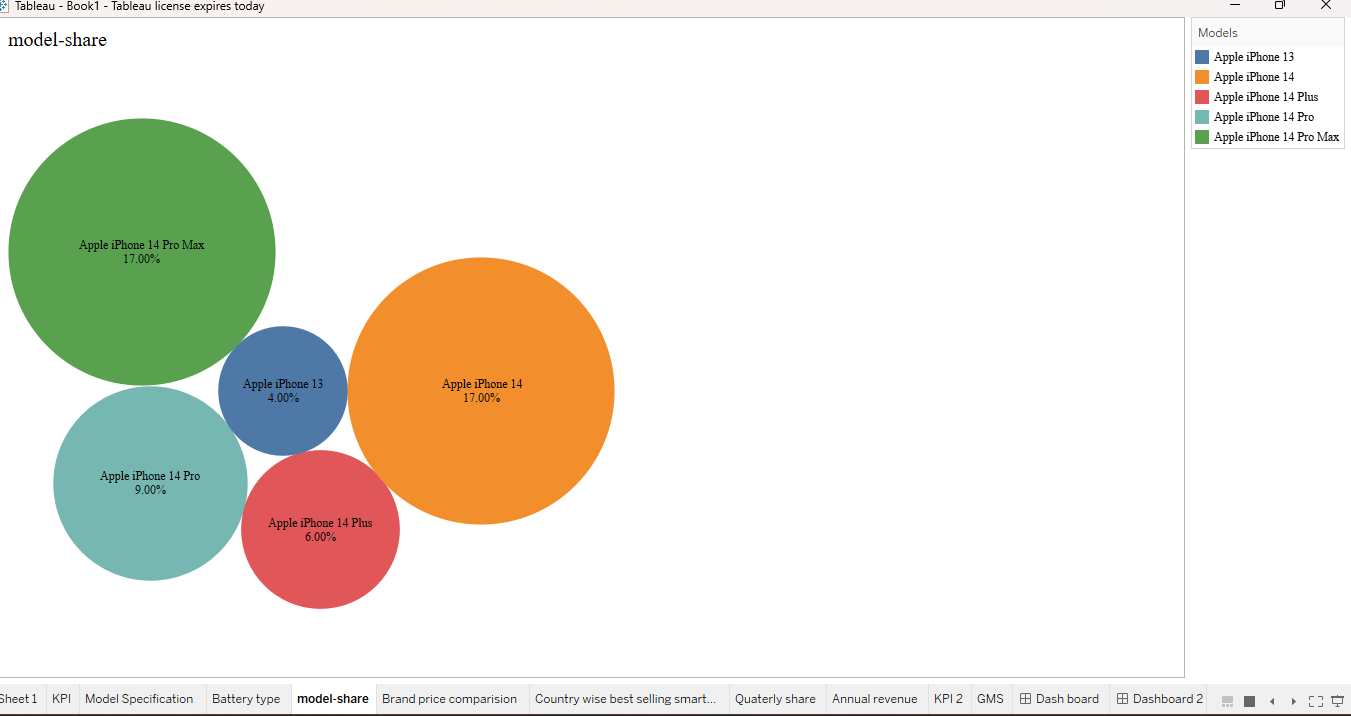 Tableau - Book1 - Tableau license expires today
model-share
Models
Apple iPhone 13
Apple iPhone 14
Apple iPhone 14 Plus
Apple iPhone 14 Pro
Apple iPhone 14 Pro Max
Apple iPhone 14 Pro Max
17.00%
Apple iPhone 13
4.00%
Apple iPhone 14
17.00%
Apple iPhone 14 Pro
9.00%
Apple iPhone 14 Plus
6.00%
Sheet 1 KPI Model Specification Battery type model-share Brand price comparision Country wise best selling smart... Quaterly share Annual revenue KPI 2 GMS Dash board Dashboard 2